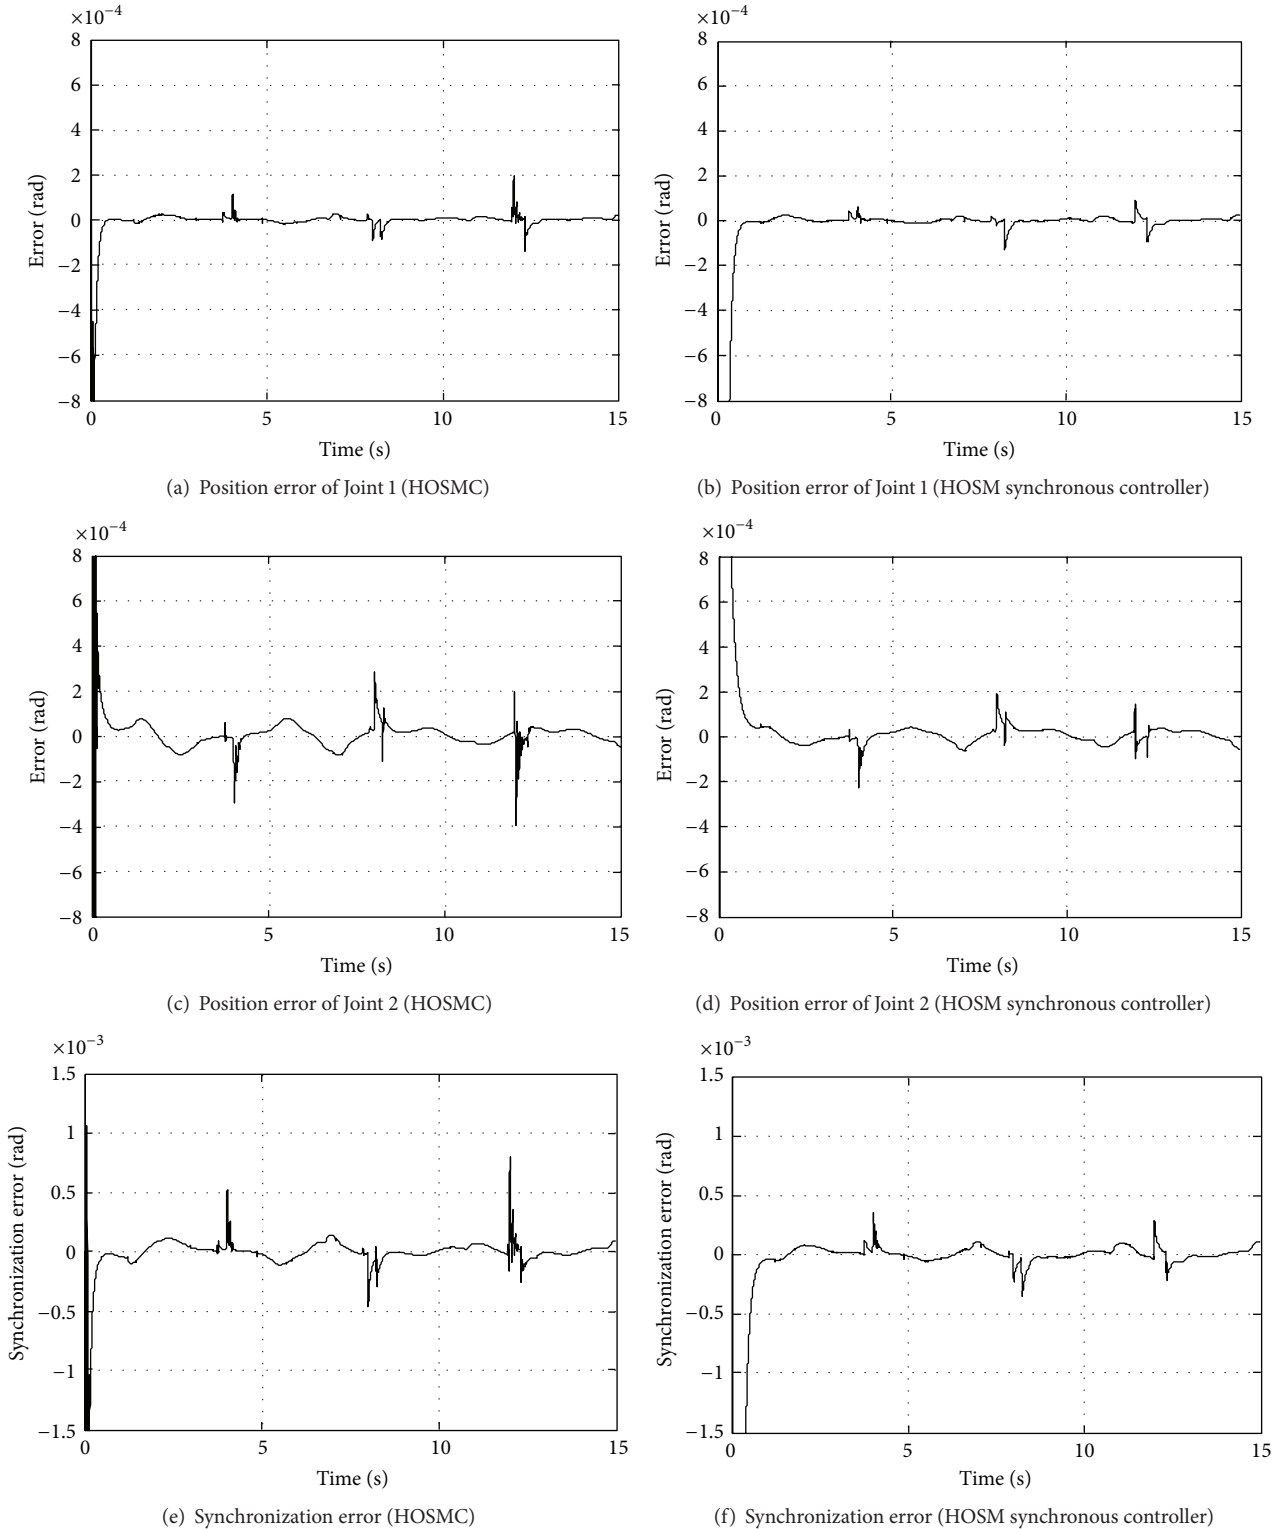 ×10⁻⁴
8
6
4
2
0
−2
−4
−6
−8
Error (rad)
0 5 10 15
Time (s)
(a) Position error of Joint 1 (HOSMC)
×10⁻⁴
8
6
4
2
0
−2
−4
−6
−8
Error (rad)
0 5 10 15
Time (s)
(b) Position error of Joint 1 (HOSM synchronous controller)
×10⁻⁴
8
6
4
2
0
−2
−4
−6
−8
Error (rad)
0 5 10 15
Time (s)
(c) Position error of Joint 2 (HOSMC)
×10⁻⁴
8
6
4
2
0
−2
−4
−6
−8
Error (rad)
0 5 10 15
Time (s)
(d) Position error of Joint 2 (HOSM synchronous controller)
×10⁻³
1.5
1
0.5
0
−0.5
−1
−1.5
Synchronization error (rad)
0 5 10 15
Time (s)
(e) Synchronization error (HOSMC)
×10⁻³
1.5
1
0.5
0
−0.5
−1
−1.5
Synchronization error (rad)
0 5 10 15
Time (s)
(f) Synchronization error (HOSM synchronous controller)